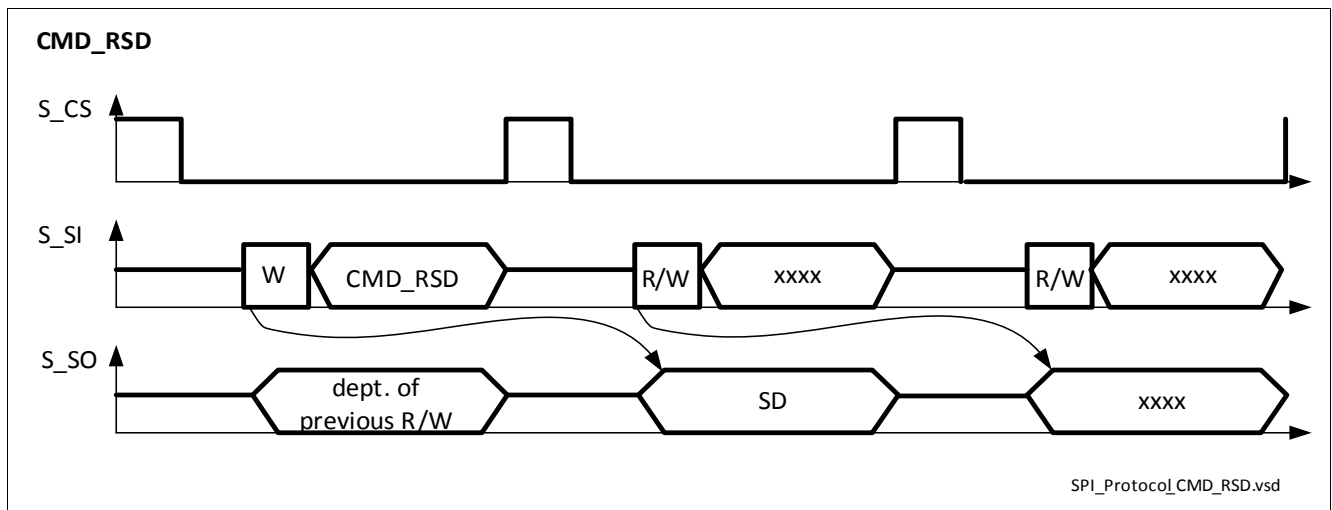 CMD_RSD
S_CS
S_SI
W
CMD_RSD
R/W
xxxx
R/W
xxxx
S_SO
dept. of
previous R/W
SD
xxxx
SPI_Protocol_CMD_RSD.vsd